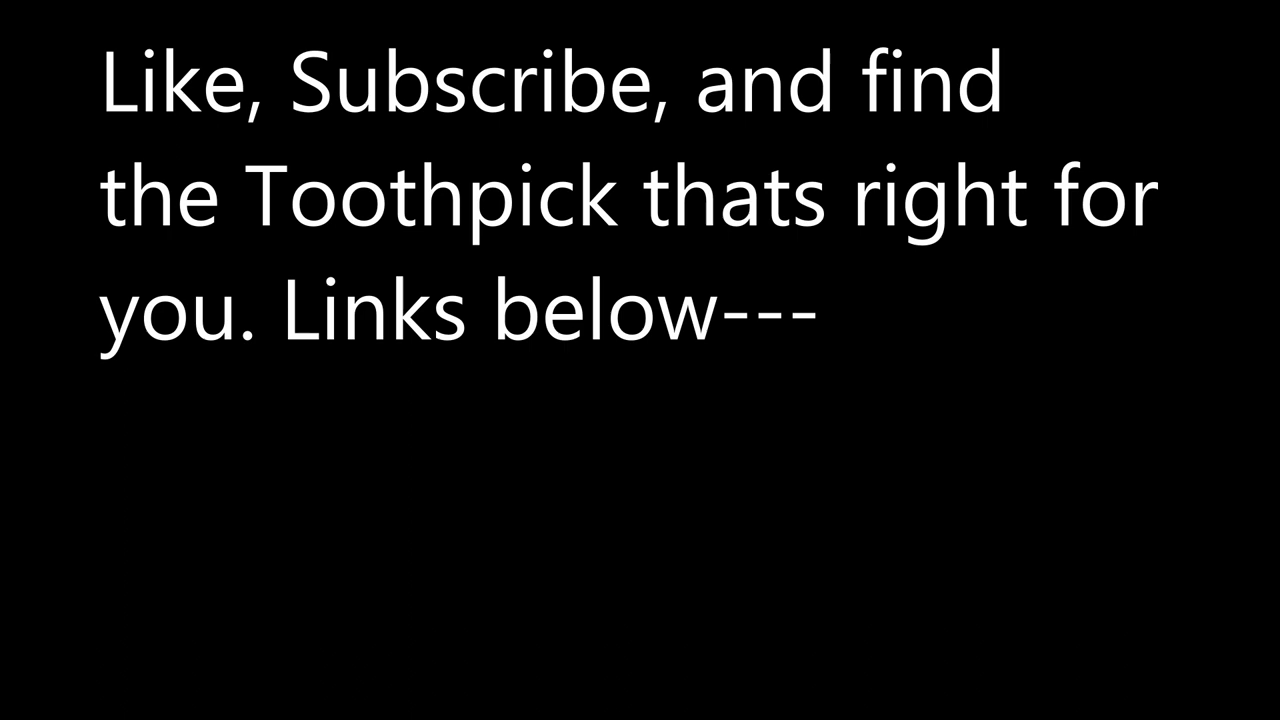 Like, Subscribe, and find
the Toothpick thats right for
you. Links below---